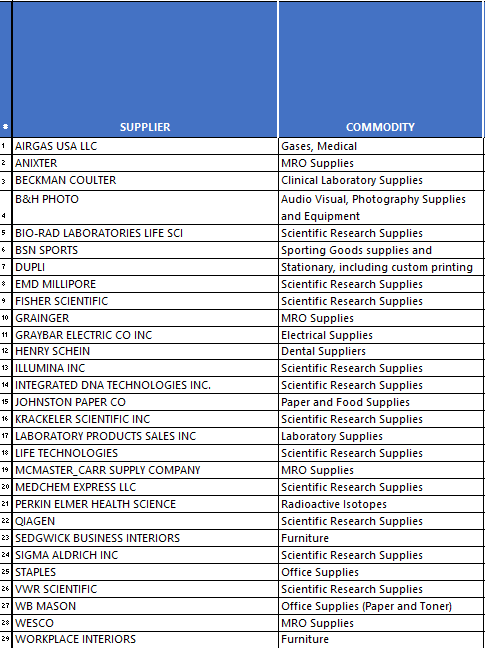 # SUPPLIER COMMODITY
1 AIRGAS USA LLC Gases, Medical
2 ANIXTER MRO Supplies
3 BECKMAN COULTER Clinical Laboratory Supplies
B&H PHOTO Audio Visual, Photography Supplies
4 and Equipment
5 BIO-RAD LABORATORIES LIFE SCI Scientific Research Supplies
6 BSN SPORTS Sporting Goods supplies and
7 DUPLI Stationary, including custom printing
8 EMD MILLIPORE Scientific Research Supplies
9 FISHER SCIENTIFIC Scientific Research Supplies
10 GRAINGER MRO Supplies
11 GRAYBAR ELECTRIC CO INC Electrical Supplies
12 HENRY SCHEIN Dental Suppliers
13 ILLUMINA INC Scientific Research Supplies
14 INTEGRATED DNA TECHNOLOGIES INC. Scientific Research Supplies
15 JOHNSTON PAPER CO Paper and Food Supplies
16 KRACKELER SCIENTIFIC INC Scientific Research Supplies
17 LABORATORY PRODUCTS SALES INC Laboratory Supplies
18 LIFE TECHNOLOGIES Scientific Research Supplies
19 MCMASTER_CARR SUPPLY COMPANY MRO Supplies
20 MEDCHEM EXPRESS LLC Scientific Research Supplies
21 PERKIN ELMER HEALTH SCIENCE Radioactive Isotopes
22 QIAGEN Scientific Research Supplies
23 SEDGWICK BUSINESS INTERIORS Furniture
24 SIGMA ALDRICH INC Scientific Research Supplies
25 STAPLES Office Supplies
26 VWR SCIENTIFIC Scientific Research Supplies
27 WB MASON Office Supplies (Paper and Toner)
28 WESCO MRO Supplies
29 WORKPLACE INTERIORS Furniture